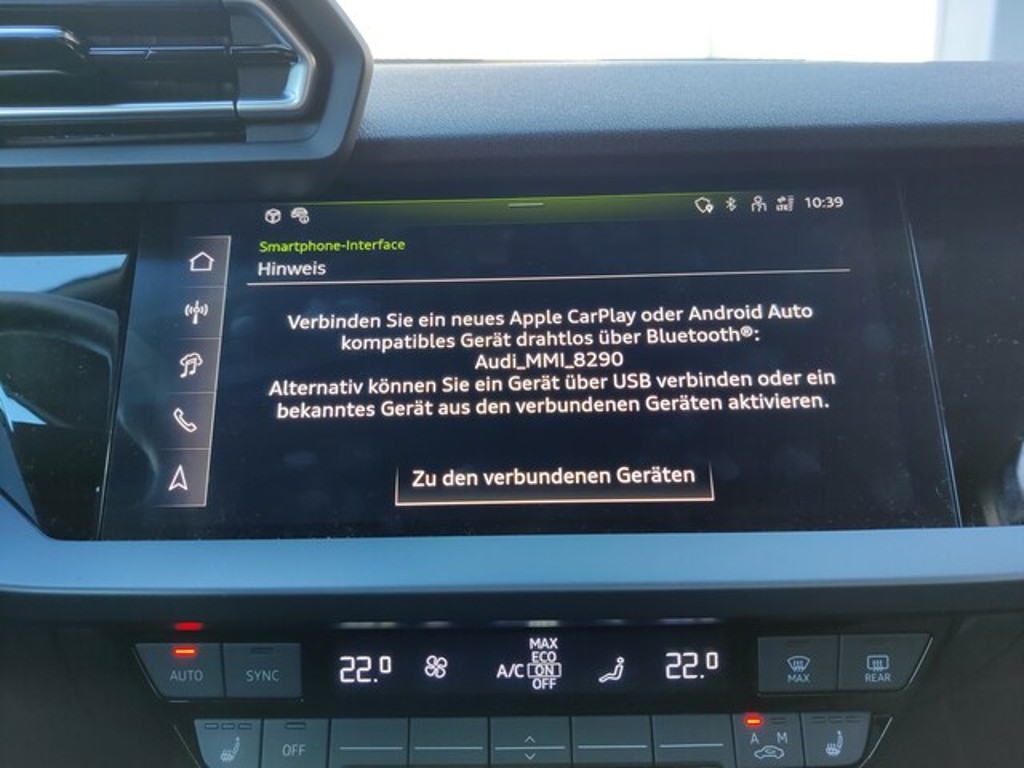 10:39
Smartphone-Interface
Hinweis
Verbinden Sie ein neues Apple CarPlay oder Android Auto
kompatibles Gerät drahtlos über Bluetooth®:
Audi_MMI_8290
Alternativ können Sie ein Gerät über USB verbinden oder ein
bekanntes Gerät aus den verbundenen Geräten aktivieren.
Zu den verbundenen Geräten
AUTO
SYNC
22.0
A/C
MAX
ECO
ON
OFF
22.0
MAX
REAR
OFF
A M